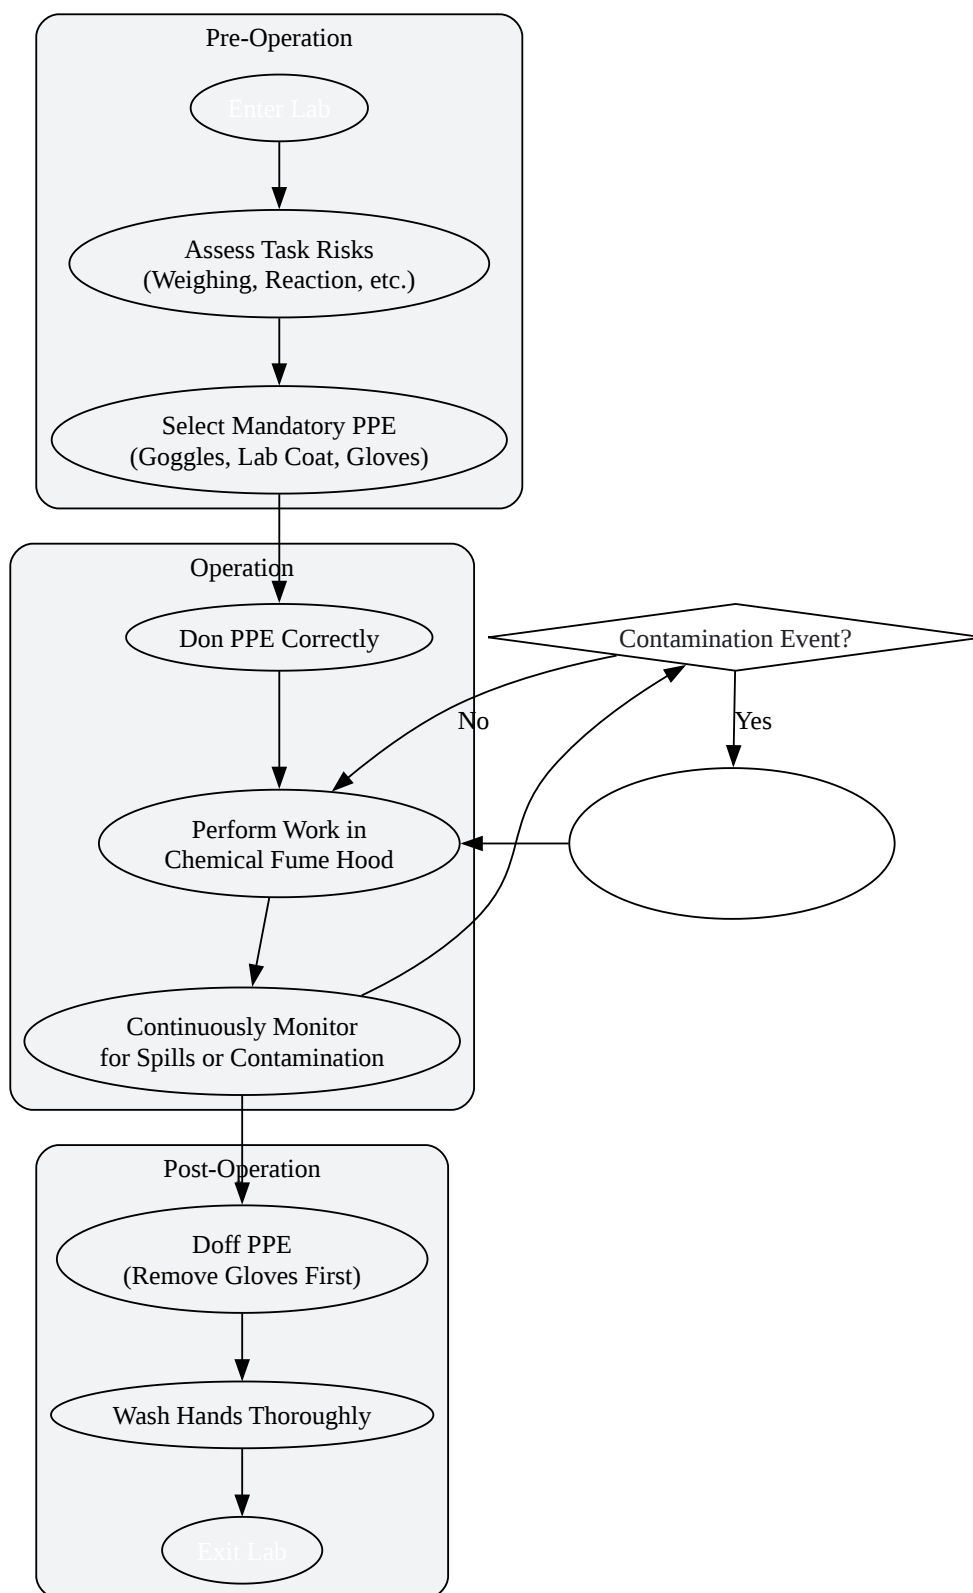 Pre-Operation
Enter Lab
Assess Task Risks
(Weighing, Reaction, etc.)
Select Mandatory PPE
(Goggles, Lab Coat, Gloves)
Operation
Don PPE Correctly
Contamination Event?
No
Yes
Perform Work in
Chemical Fume Hood
Continuously Monitor
for Spills or Contamination
Post-Operation
Doff PPE
(Remove Gloves First)
Wash Hands Thoroughly
Exit Lab